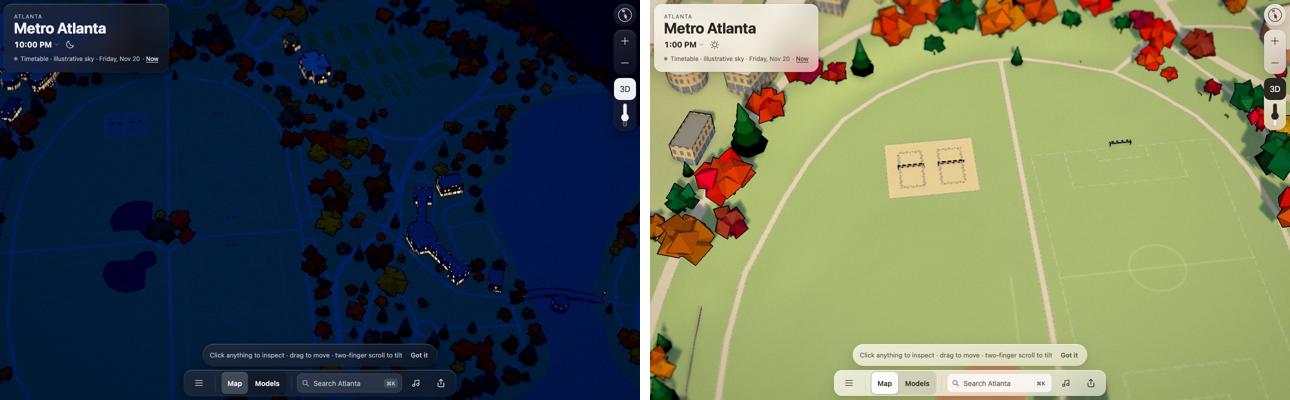 ATLANTA
Metro Atlanta
10:00 PM
Timetable · illustrative sky · Friday, Nov 20 · Now
3D
Click anything to inspect · drag to move · two-finger scroll to tilt Got it
Map Models Search Atlanta ⌘K
ATLANTA
Metro Atlanta
1:00 PM
Timetable · illustrative sky · Friday, Nov 20 · Now
3D
Click anything to inspect · drag to move · two-finger scroll to tilt Got it
Map Models Search Atlanta ⌘K